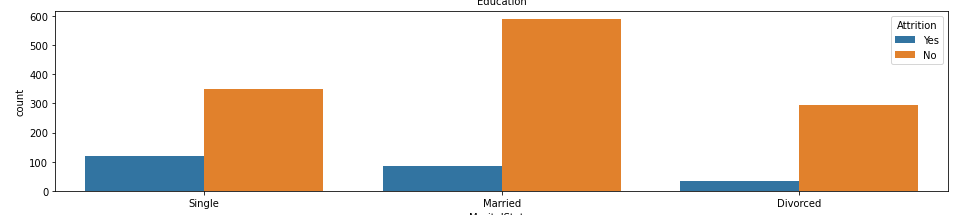 Education
600
500
400
300
200
100
0
count
Attrition
Yes
No
Single
Married
Divorced